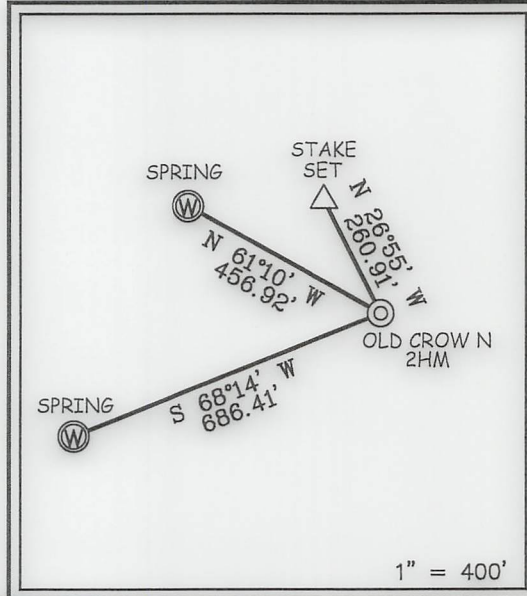 STAKE
SET
SPRING
N 26°55' W
260.91'
N 61°10' W
456.92'
OLD CROW N
2HM
SPRING
S 68°14' W
686.41'
1" = 400'
W
W